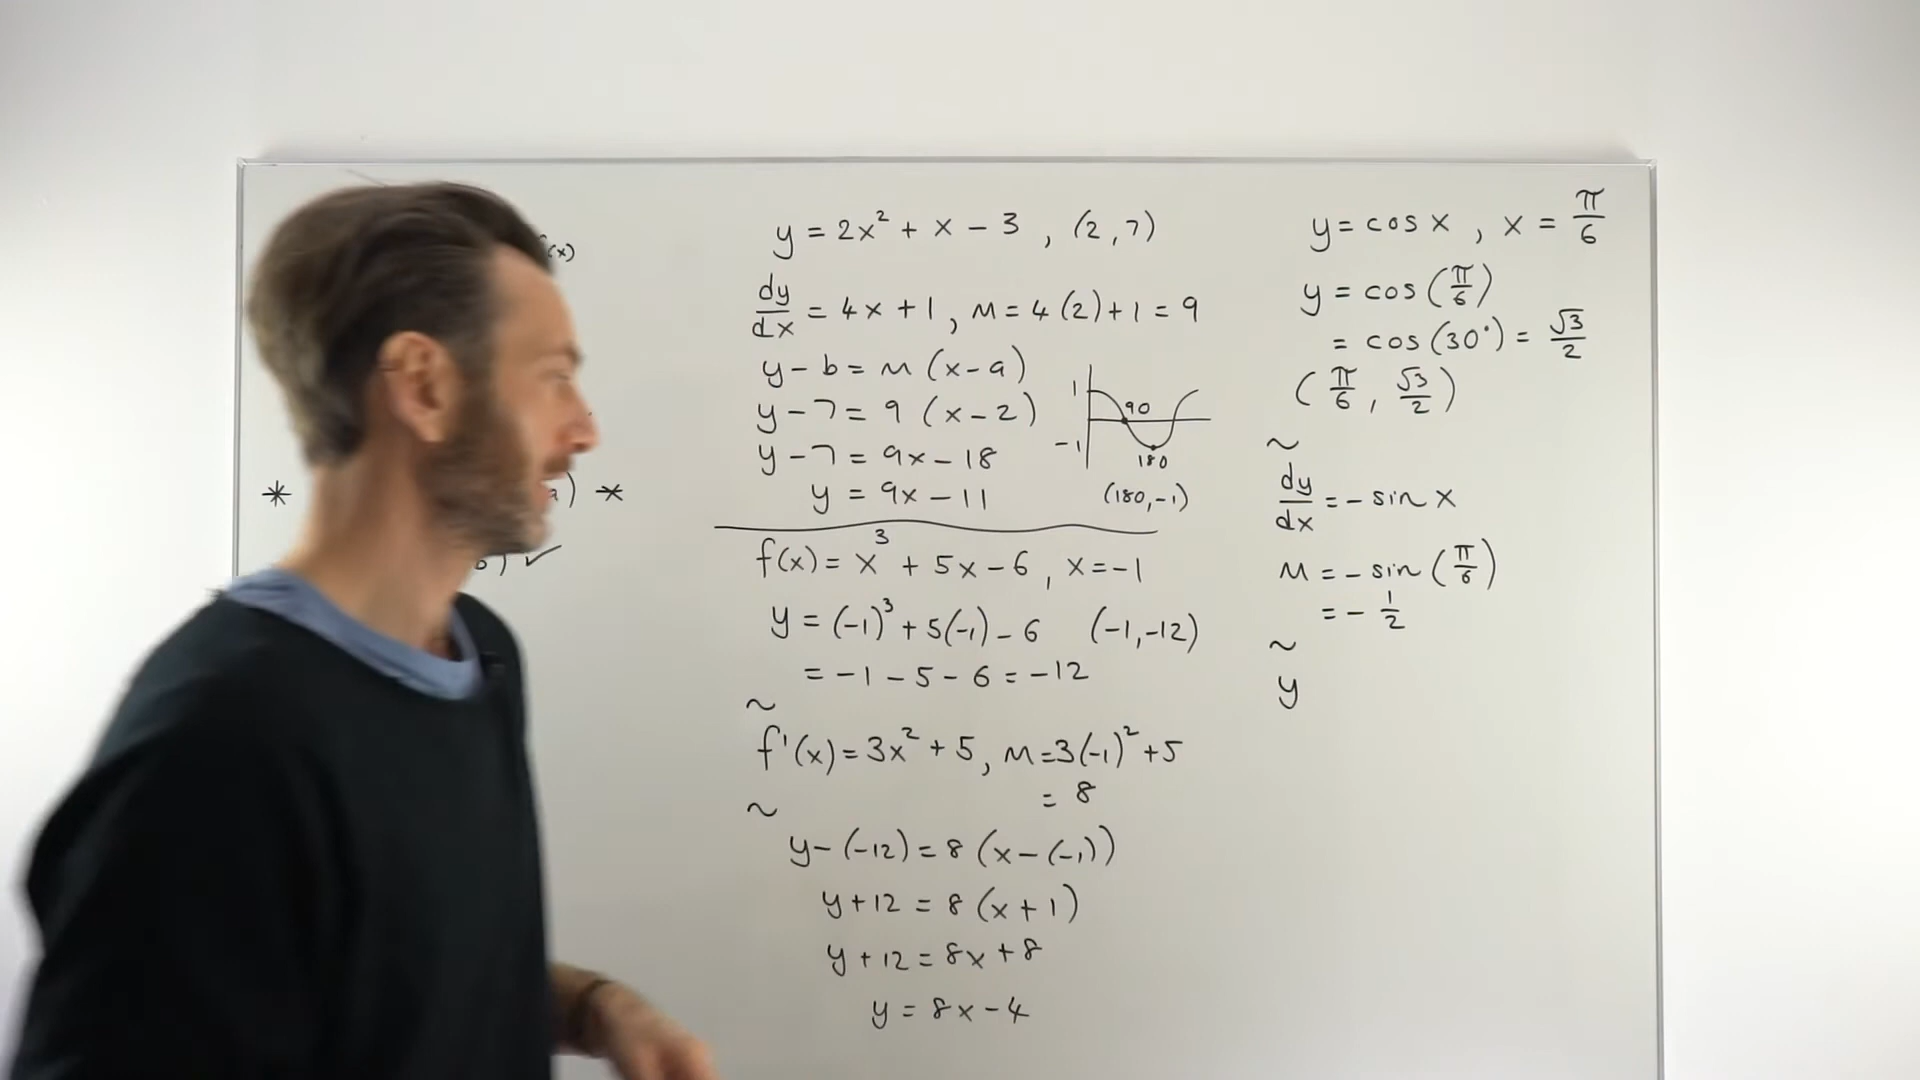 (x)
* a) *
b) ✓
y = 2x² + x - 3 , (2,7)
dy/dx = 4x + 1 , m = 4(2) + 1 = 9
y - b = m (x - a)
y - 7 = 9 (x - 2)
y - 7 = 9x - 18
y = 9x - 11
1
90
-1
180
(180,-1)
f(x) = x³ + 5x - 6 , x = -1
y = (-1)³ + 5(-1) - 6 (-1,-12)
= -1 - 5 - 6 = -12
~
f'(x) = 3x² + 5 , m = 3(-1)² + 5
= 8
~
y - (-12) = 8 (x - (-1))
y + 12 = 8 (x + 1)
y + 12 = 8x + 8
y = 8x - 4
y = cos x , x = π/6
y = cos (π/6)
= cos (30°) = √3/2
(π/6 , √3/2)
~
dy/dx = - sin x
m = - sin (π/6)
= - 1/2
~
y